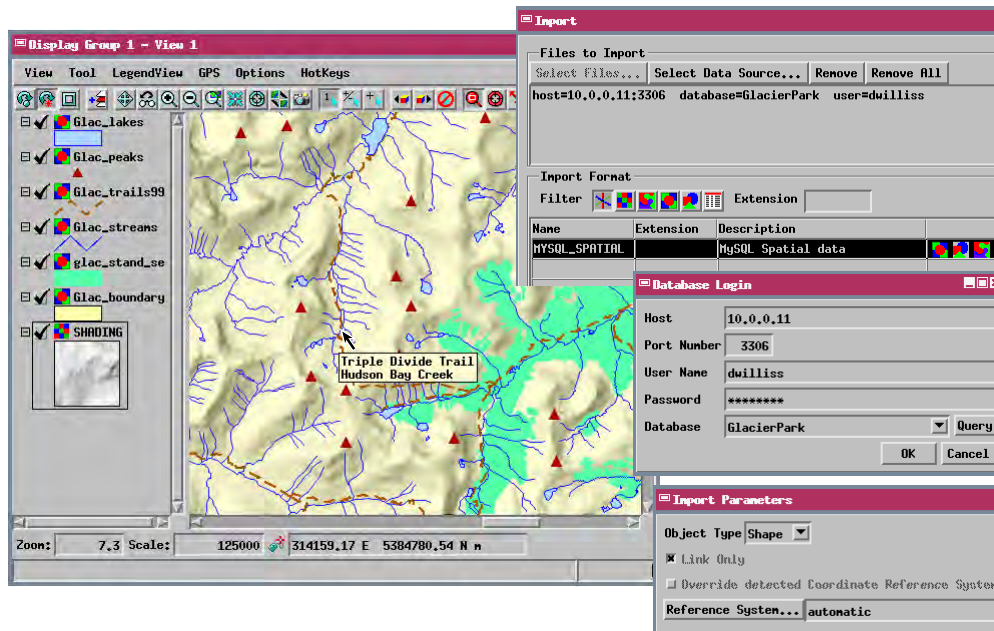 Display Group 1 - View 1
View Tool LegendView GPS Options HotKeys
Glac_lakes
Glac_peaks
Glac_trails99
Glac_streams
glac_stand_se
Glac_boundary
SHADING
Triple Divide Trail
Hudson Bay Creek
Zoom: 7.3 Scale: 125000 314159.17 E 5384780.54 N m
Import
Files to Import
Select Files... Select Data Source... Remove Remove All
host=10.0.0.11:3306 database=GlacierPark user=dwilliss
Import Format
Filter Extension
Name Extension Description
MYSQL_SPATIAL MySQL Spatial data
Database Login
Host 10.0.0.11
Port Number 3306
User Name dwilliss
Password ********
Database GlacierPark Query
OK Cancel
Import Parameters
Object Type Shape
Link Only
Override detected Coordinate Reference System
Reference System... automatic